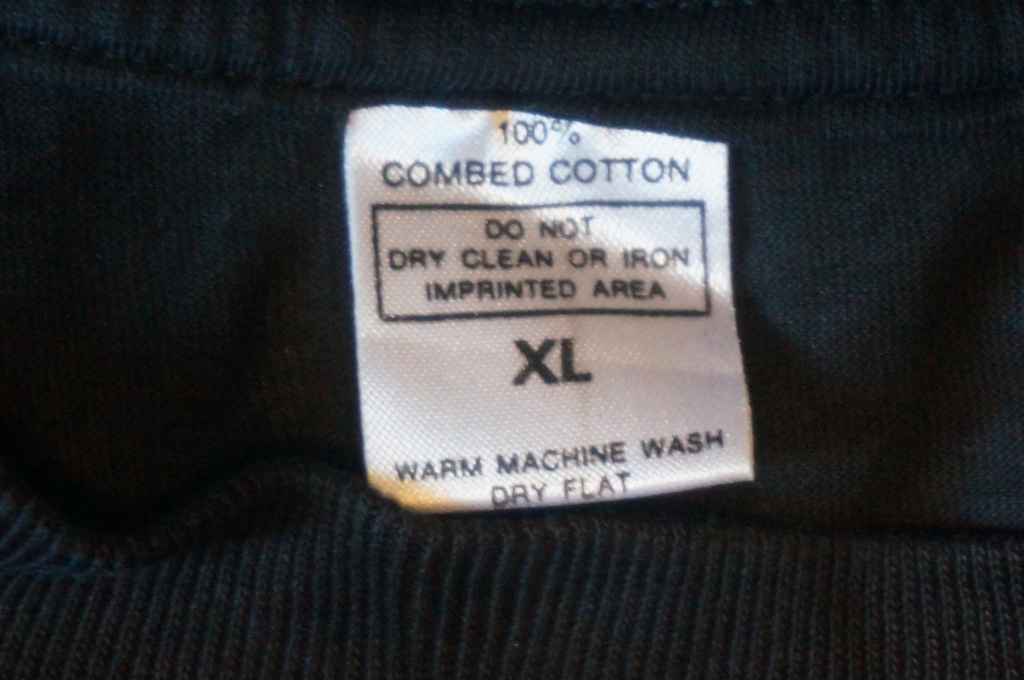 100%
COMBED COTTON
DO NOT
DRY CLEAN OR IRON
IMPRINTED AREA
XL
WARM MACHINE WASH
DRY FLAT